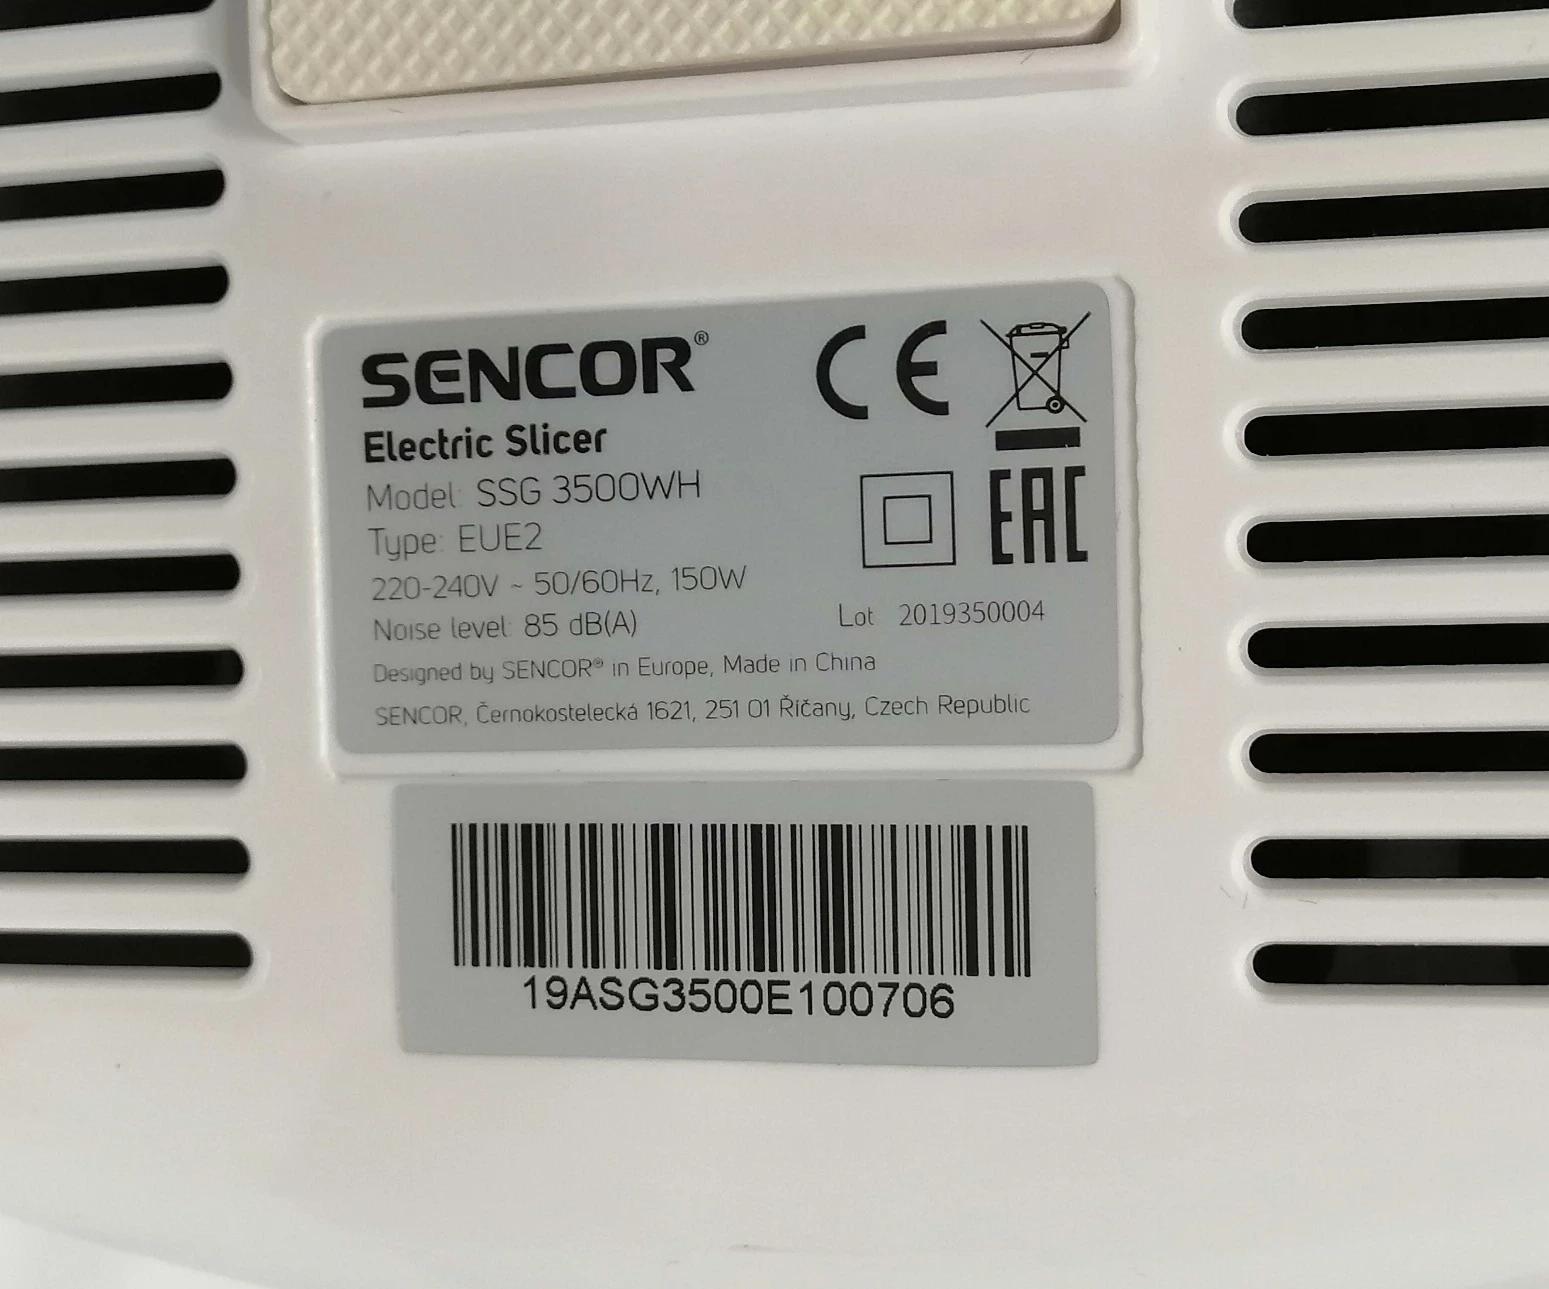 SENCOR®
Electric Slicer
Model: SSG 3500WH
Type: EUE2
220-240V ~ 50/60Hz, 150W
Noise level: 85 dB(A)
CE
EAC
Lot 2019350004
Designed by SENCOR® in Europe, Made in China
SENCOR, Černokostelecká 1621, 251 01 Říčany, Czech Republic
19ASG3500E100706